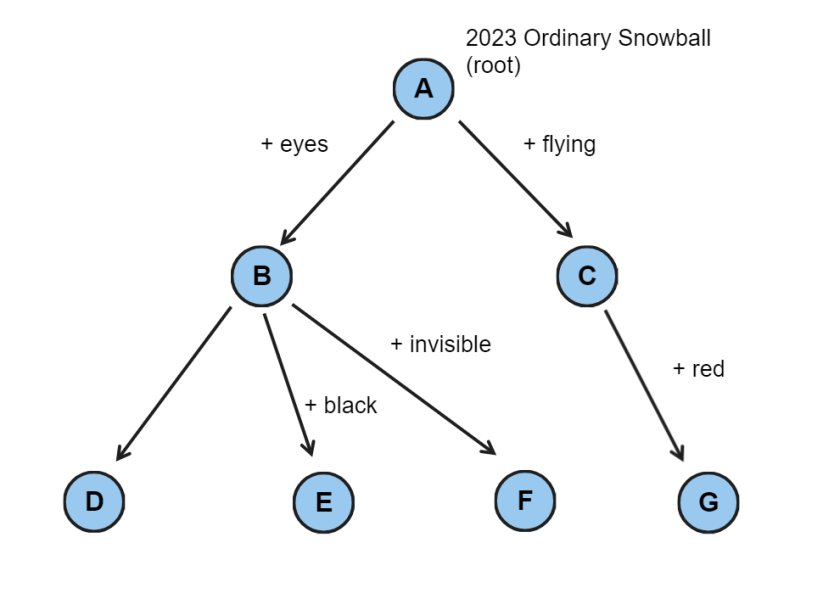 2023 Ordinary Snowball
(root)
A
+ eyes
+ flying
B
C
+ invisible
+ red
+ black
D
E
F
G